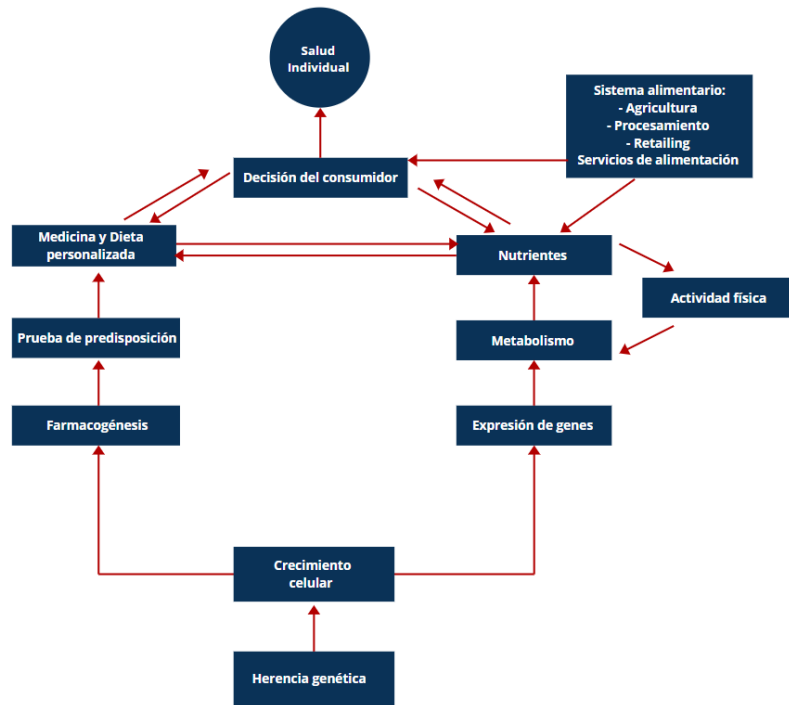 Salud
Individual
Sistema alimentario:
- Agricultura
- Procesamiento
- Retailing
Servicios de alimentación
Decisión del consumidor
Medicina y Dieta
personalizada
Nutrientes
Actividad física
Prueba de predisposición
Metabolismo
Farmacogénesis
Expresión de genes
Crecimiento
celular
Herencia genética